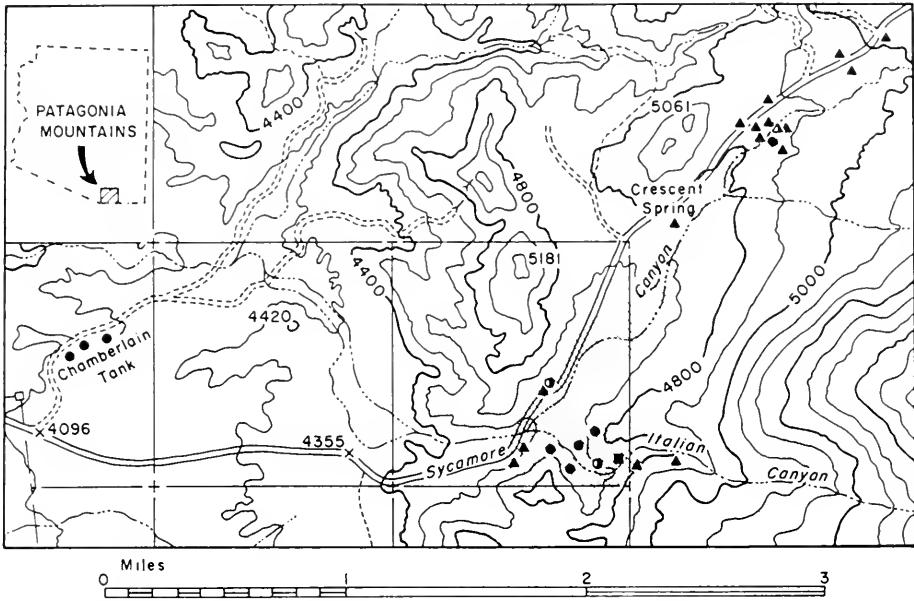 PATAGONIA
MOUNTAINS
4400
5061
4800
Crescent
Spring
Canyon
5181
4400
5000
4420
Chamberlain
Tank
4800
4096
4355
Sycamore
Italian
Canyon
Miles
0
1
2
3